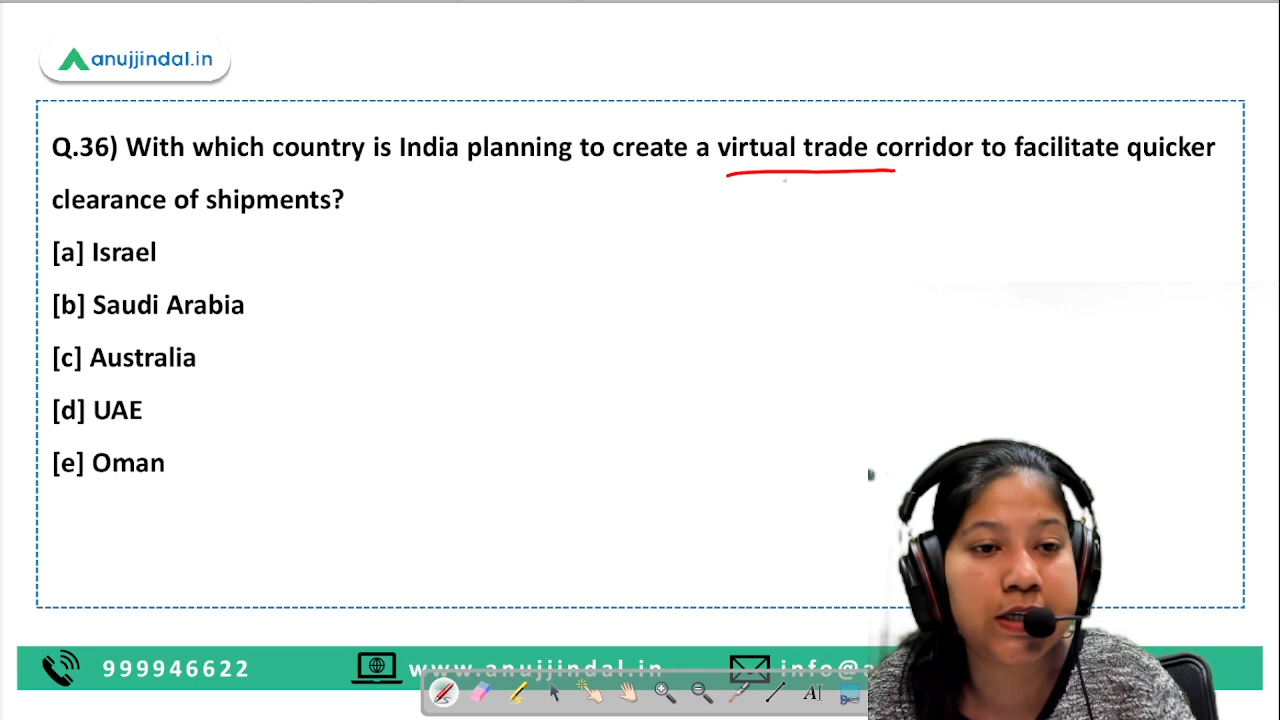 anujjindal.in
Q.36) With which country is India planning to create a virtual trade corridor to facilitate quicker
clearance of shipments?
[a] Israel
[b] Saudi Arabia
[c] Australia
[d] UAE
[e] Oman
999946622 www.anujjindal.in info@a
A